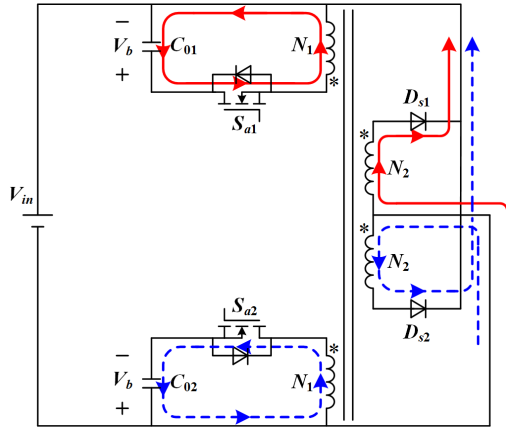 −
V_b
C_01
N_1
+
*
S_a1
D_s1
*
N_2
V_in
*
N_2
S_a2
D_s2
−
*
V_b
C_02
N_1
+